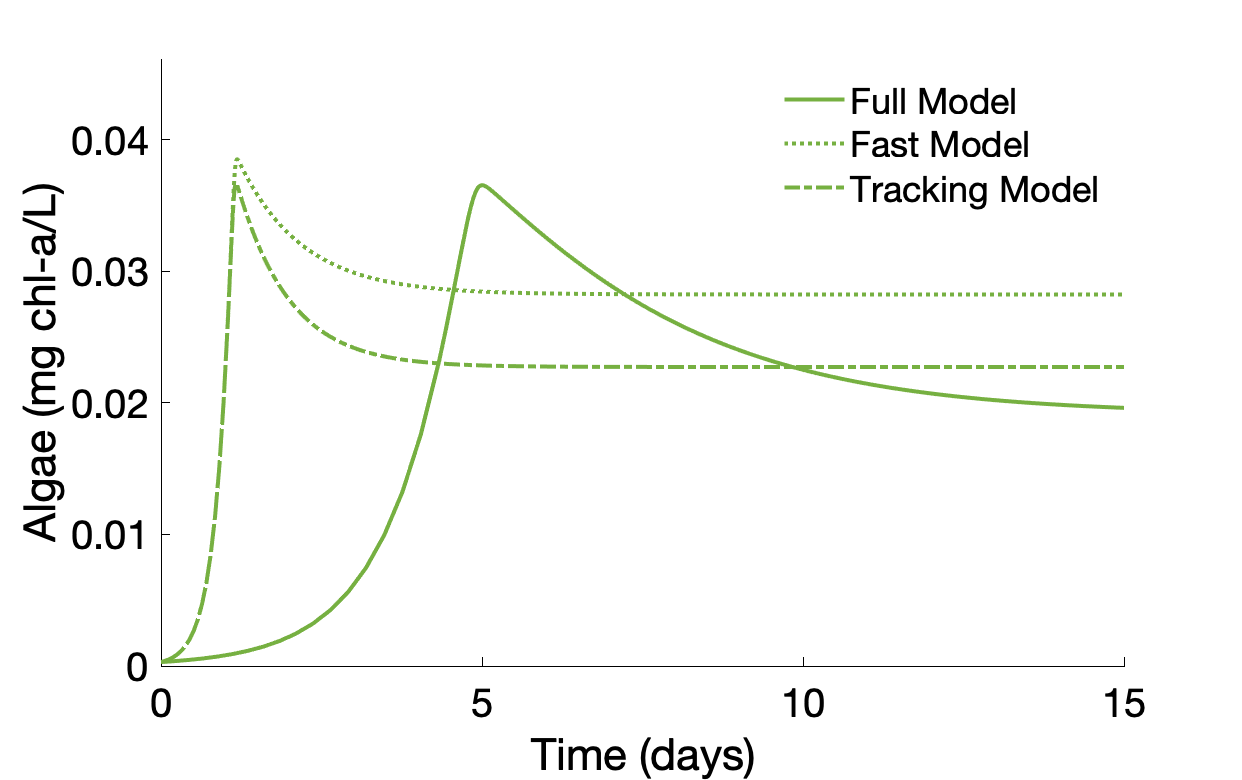 Full Model
Fast Model
Tracking Model
Algae (mg chl-a/L)
0.04
0.03
0.02
0.01
0
0 5 10 15
Time (days)